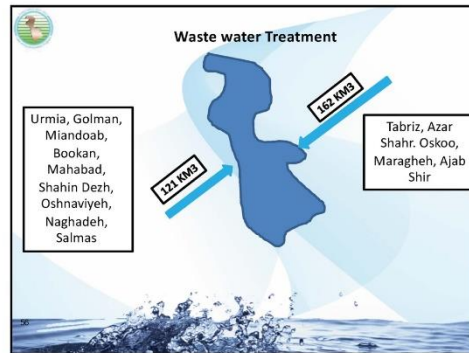 Waste water Treatment
Urmia, Golman,
Miandoab,
Bookan,
Mahabad,
Shahin Dezh,
Oshnaviyeh,
Naghadeh,
Salmas
121 KM3
162 KM3
Tabriz, Azar
Shahr. Oskoo,
Maragheh, Ajab
Shir